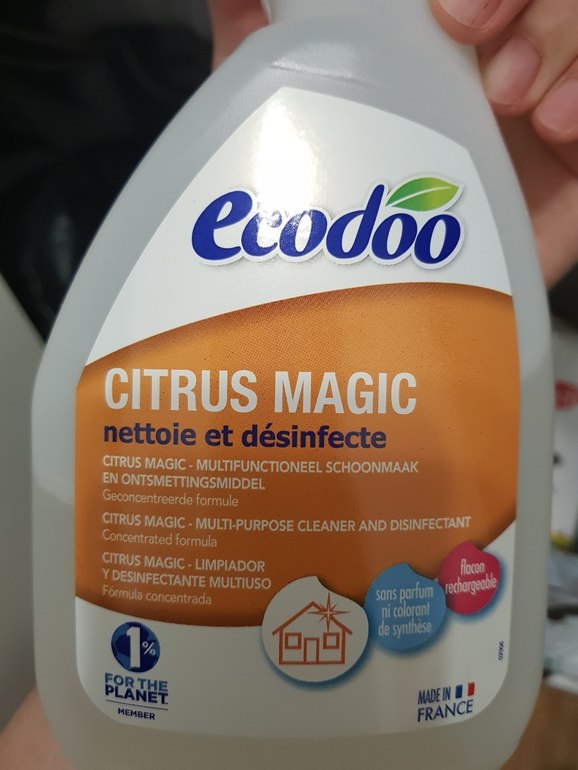 ecodoo
CITRUS MAGIC
nettoie et désinfecte
CITRUS MAGIC - MULTIFUNCTIONEEL SCHOONMAAK
EN ONTSMETTINGSMIDDEL
Geconcentreerde formule
CITRUS MAGIC - MULTI-PURPOSE CLEANER AND DISINFECTANT
Concentrated formula
CITRUS MAGIC - LIMPIADOR
Y DESINFECTANTE MULTIUSO
Fórmula concentrada
flacon
rechargeable
sans parfum
ni colorant
de synthèse
1%
FOR THE
PLANET
MEMBER
MADE IN
FRANCE